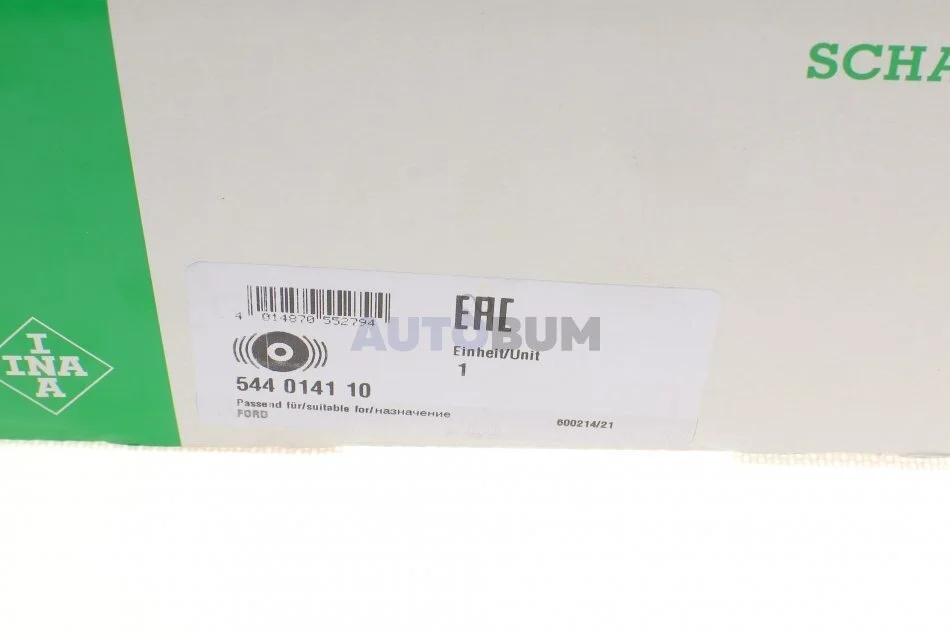 SCHA
4 014870 552794
EAC
AUTOBUM
Einheit/Unit
1
I
INA
A
544 0141 10
Passend für/suitable for/назначение
FORD
600214/21